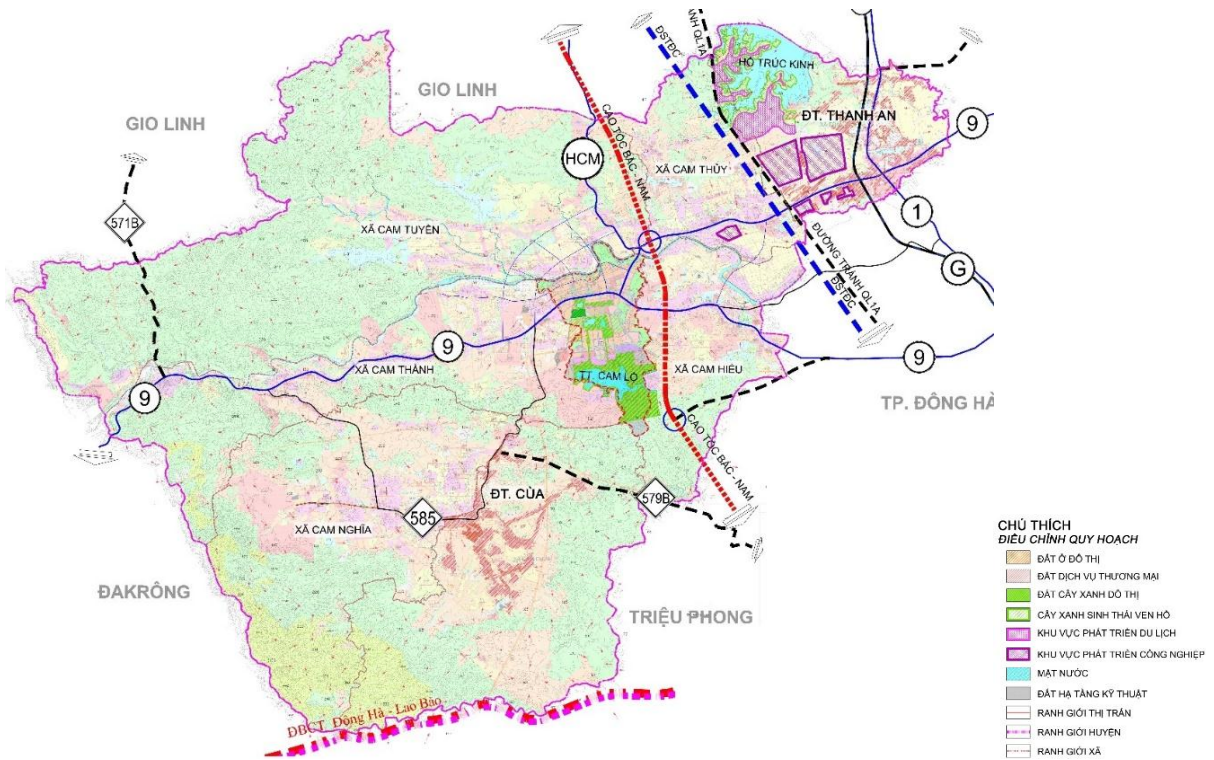 GIO LINH
GIO LINH
HCM
CAO TỐC BẮC - NAM
ĐSTĐC
ĐƯỜNG TRÁNH QL1A
HỒ TRÚC KINH
ĐT. THANH AN
9
XÃ CAM THỦY
571B
XÃ CAM TUYỀN
1
G
ĐƯỜNG TRÁNH QL1A
ĐSTĐC
9
9
XÃ CAM THÀNH
TT. CAM LỘ
XÃ CAM HIẾU
9
TP. ĐÔNG HÀ
CAO TỐC BẮC - NAM
ĐT. CÙA
579B
585
XÃ CAM NGHĨA
ĐAKRÔNG
TRIỆU PHONG
ĐBCT Đông Hà - Lao Bảo
CHÚ THÍCH
ĐIỀU CHỈNH QUY HOẠCH
ĐẤT Ở ĐÔ THỊ
ĐẤT DỊCH VỤ THƯƠNG MẠI
ĐẤT CÂY XANH ĐÔ THỊ
CÂY XANH SINH THÁI VEN HỒ
KHU VỰC PHÁT TRIỂN DU LỊCH
KHU VỰC PHÁT TRIỂN CÔNG NGHIỆP
MẶT NƯỚC
ĐẤT HẠ TẦNG KỸ THUẬT
RANH GIỚI THỊ TRẤN
RANH GIỚI HUYỆN
RANH GIỚI XÃ